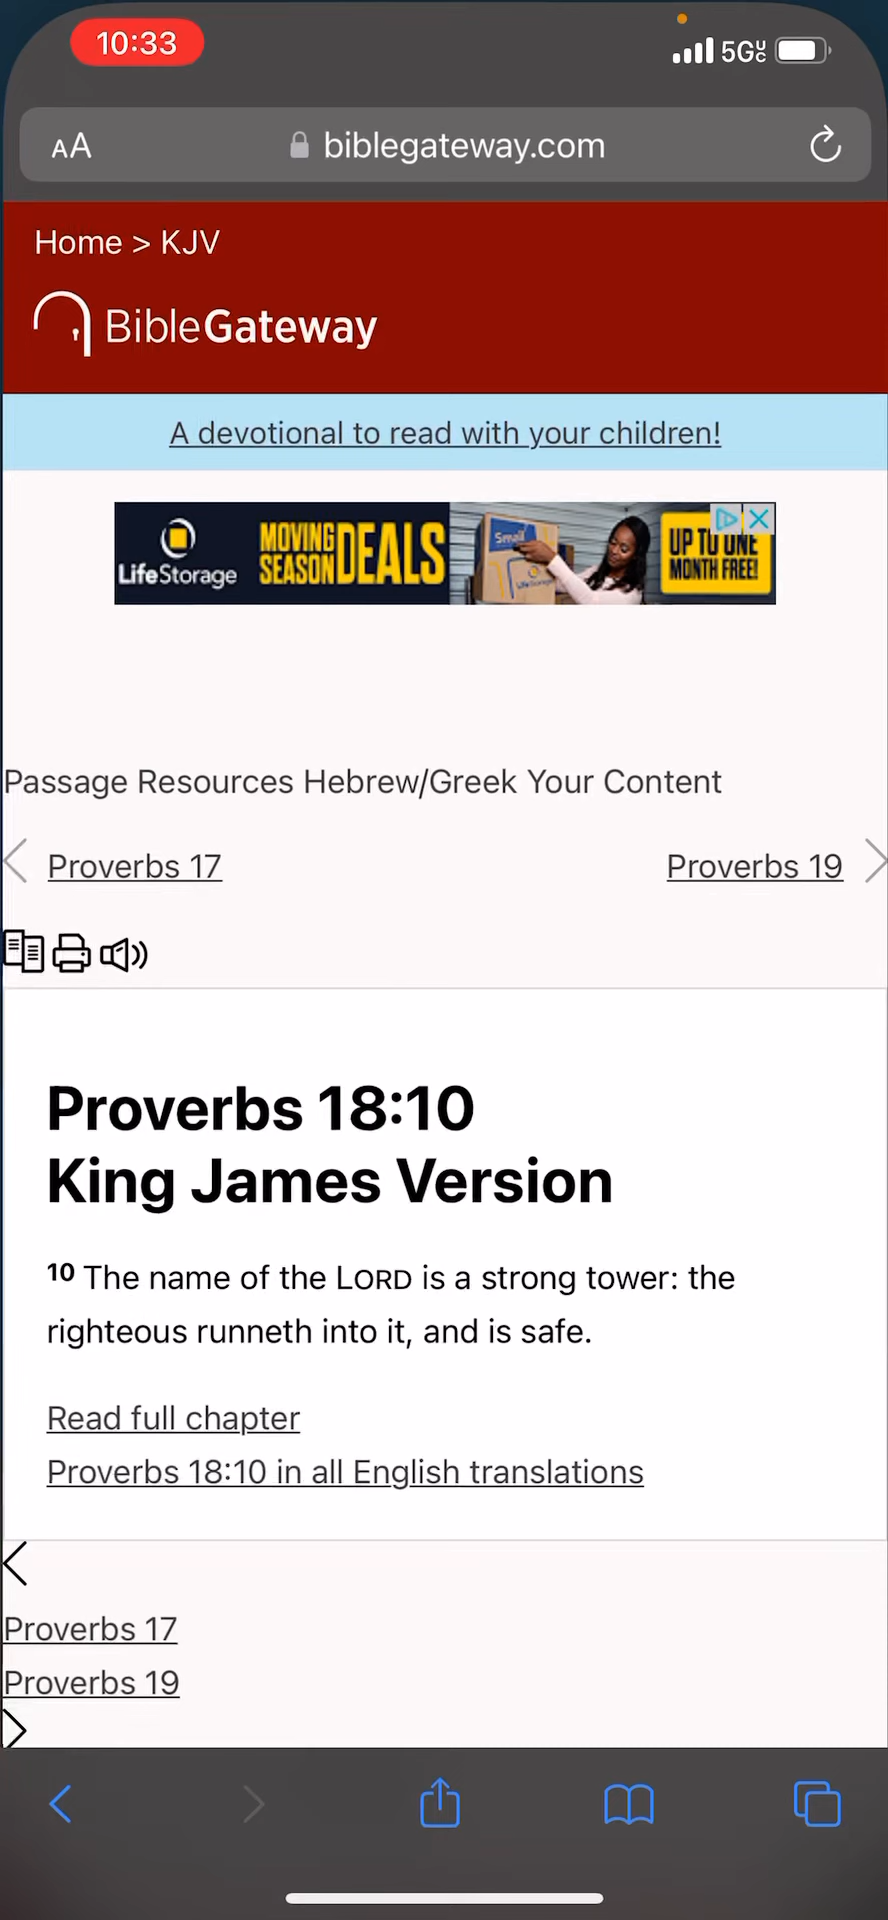 10:33
5G UC
AA
biblegateway.com
Home > KJV
BibleGateway
A devotional to read with your children!
LifeStorage
MOVING SEASON DEALS
Small
UP TO ONE
MONTH FREE!
Passage Resources Hebrew/Greek Your Content
Proverbs 17
Proverbs 19
Proverbs 18:10
King James Version
10 The name of the LORD is a strong tower: the
righteous runneth into it, and is safe.
Read full chapter
Proverbs 18:10 in all English translations
Proverbs 17
Proverbs 19